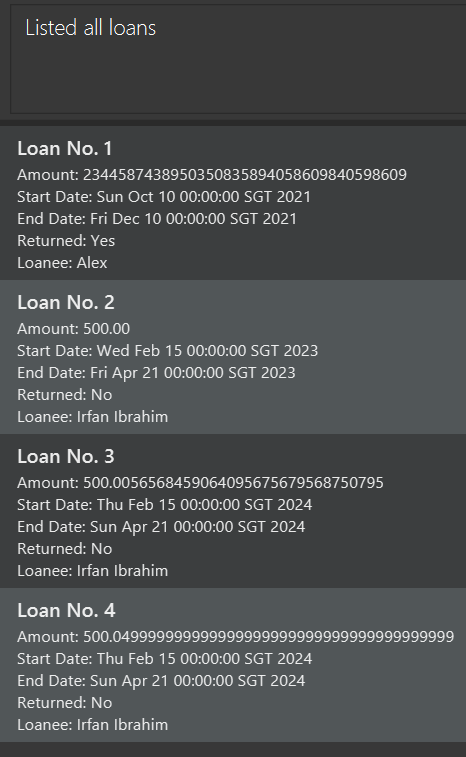 Listed all loans
Loan No. 1
Amount: 2344587438950350835894058609840598609
Start Date: Sun Oct 10 00:00:00 SGT 2021
End Date: Fri Dec 10 00:00:00 SGT 2021
Returned: Yes
Loanee: Alex
Loan No. 2
Amount: 500.00
Start Date: Wed Feb 15 00:00:00 SGT 2023
End Date: Fri Apr 21 00:00:00 SGT 2023
Returned: No
Loanee: Irfan Ibrahim
Loan No. 3
Amount: 500.00565684590640956756795687​50795
Start Date: Thu Feb 15 00:00:00 SGT 2024
End Date: Sun Apr 21 00:00:00 SGT 2024
Returned: No
Loanee: Irfan Ibrahim
Loan No. 4
Amount: 500.04999999999999999999999999999999999999
Start Date: Thu Feb 15 00:00:00 SGT 2024
End Date: Sun Apr 21 00:00:00 SGT 2024
Returned: No
Loanee: Irfan Ibrahim